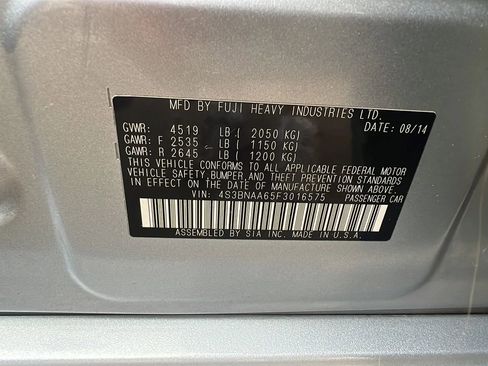 MFD BY FUJI HEAVY INDUSTRIES LTD.
GVWR: 4519 LB ( 2050 KG) DATE: 08/14
GAWR: F 2535 LB ( 1150 KG)
GAWR: R 2645 LB ( 1200 KG)
THIS VEHICLE CONFORMS TO ALL APPLICABLE FEDERAL MOTOR
VEHICLE SAFETY, BUMPER, AND THEFT PREVENTION STANDARDS
IN EFFECT ON THE DATE OF MANUFACTURE SHOWN ABOVE.
VIN: 4S3BNAA65F3016575 PASSENGER CAR
ASSEMBLED BY SIA INC. MADE IN U.S.A.